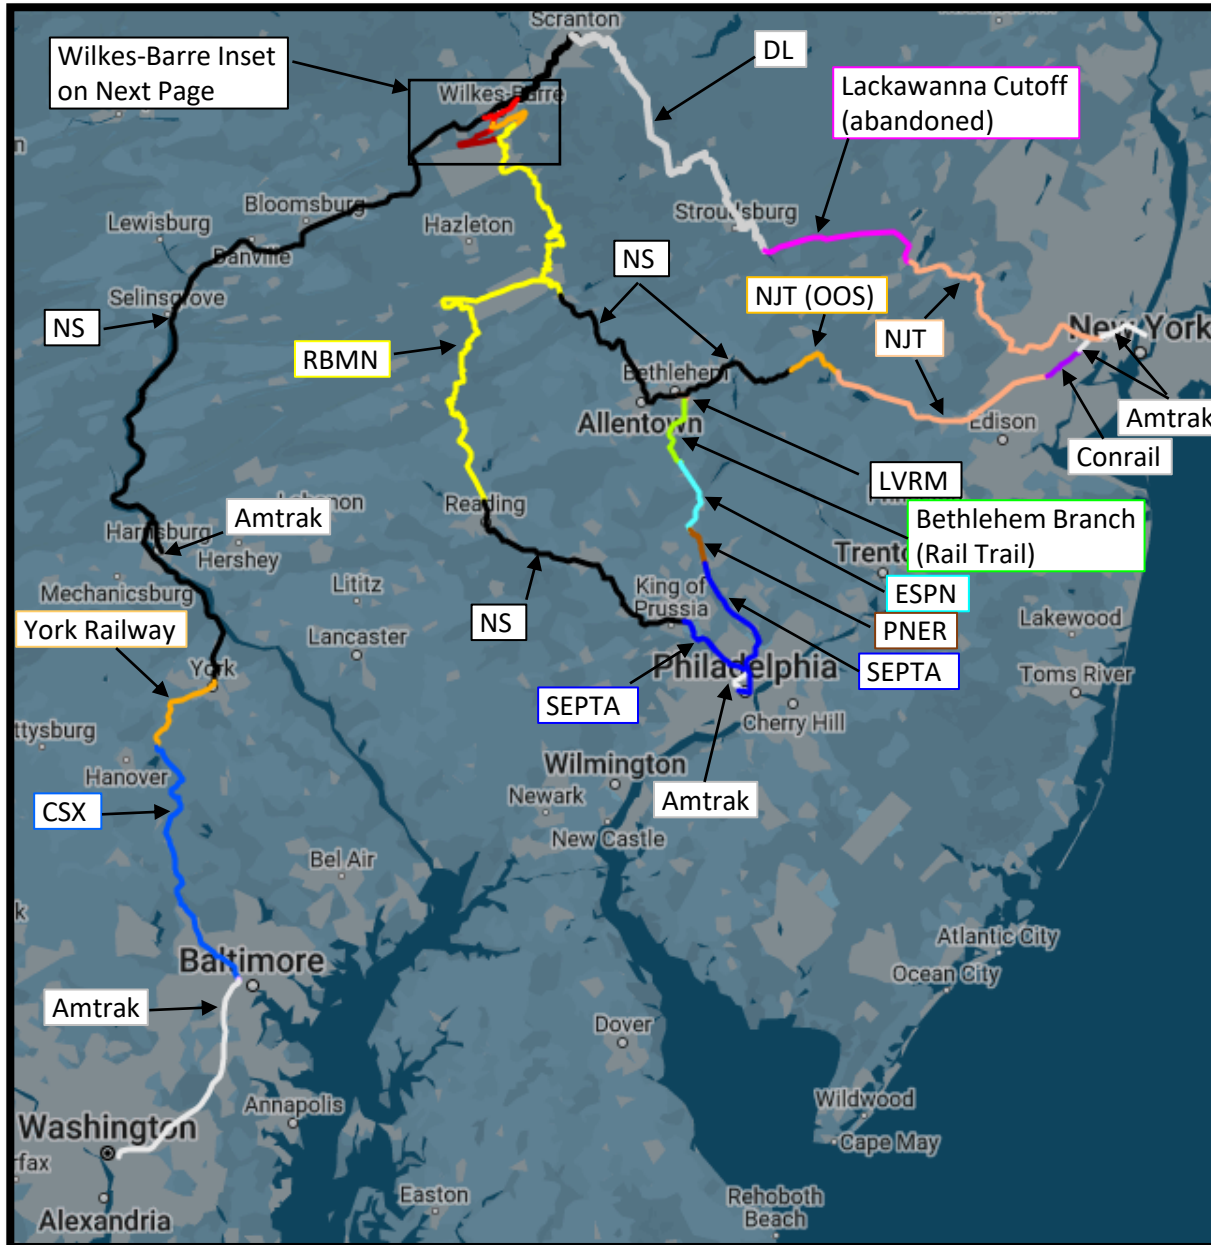 Scranton
Wilkes-Barre Inset
on Next Page
DL
Lackawanna Cutoff
(abandoned)
Wilkes-Barre
Lewisburg
Bloomsburg
Hazleton
Stroudsburg
Danville
NS
NJT (OOS)
Selinsgrove
NS
RBMN
NJT
New York
Bethlehem
Allentown
Edison
Amtrak
Conrail
LVRM
Amtrak
Lebanon
Reading
Harrisburg
Hershey
Bethlehem Branch
(Rail Trail)
Mechanicsburg
Lititz
King of
Prussia
ESPN
Lakewood
York Railway
Lancaster
NS
PNER
York
Philadelphia
SEPTA
Toms River
SEPTA
Cherry Hill
ttysburg
Hanover
Wilmington
Amtrak
CSX
Newark
New Castle
Bel Air
k
Baltimore
Atlantic City
Ocean City
Amtrak
Dover
Annapolis
Wildwood
Washington
Cape May
rfax
Easton
Rehoboth
Beach
Alexandria